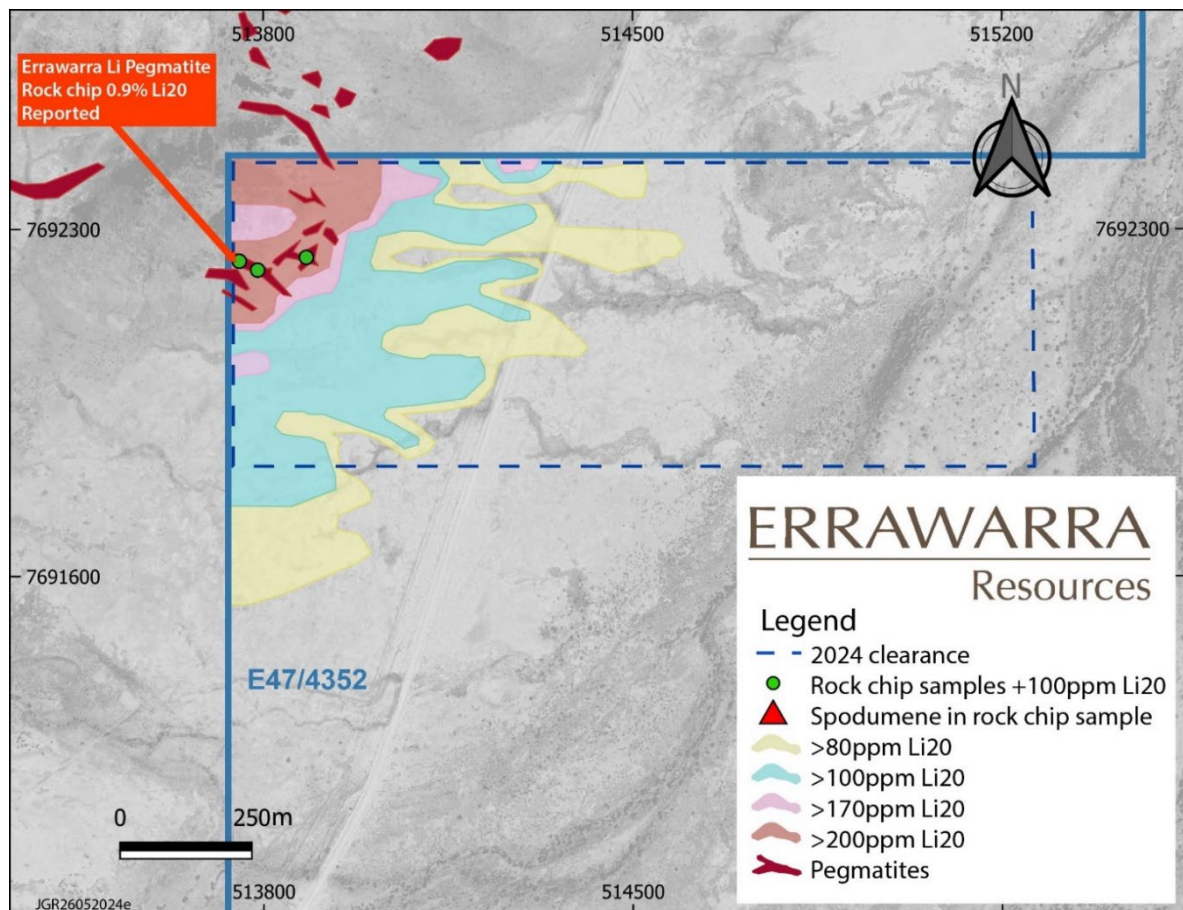 513800
514500
515200
Errawarra Li Pegmatite
Rock chip 0.9% Li20
Reported
N
7692300
7692300
7691600
E47/4352
ERRAWARRA
Resources
Legend
2024 clearance
Rock chip samples +100ppm Li20
Spodumene in rock chip sample
>80ppm Li20
>100ppm Li20
>170ppm Li20
>200ppm Li20
Pegmatites
0 250m
513800
514500
JGR26052024e